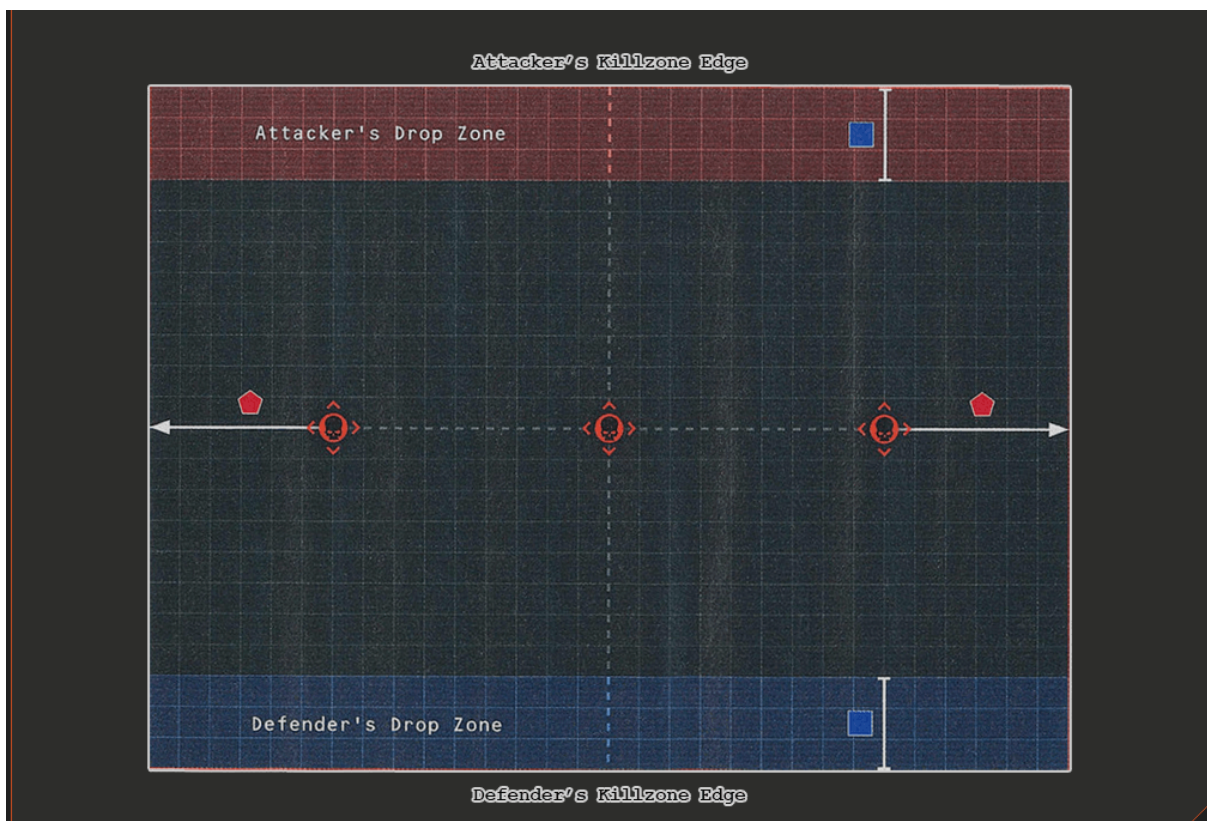 Attacker's Killzone Edge
Attacker's Drop Zone
Defender's Drop Zone
Defender's Killzone Edge